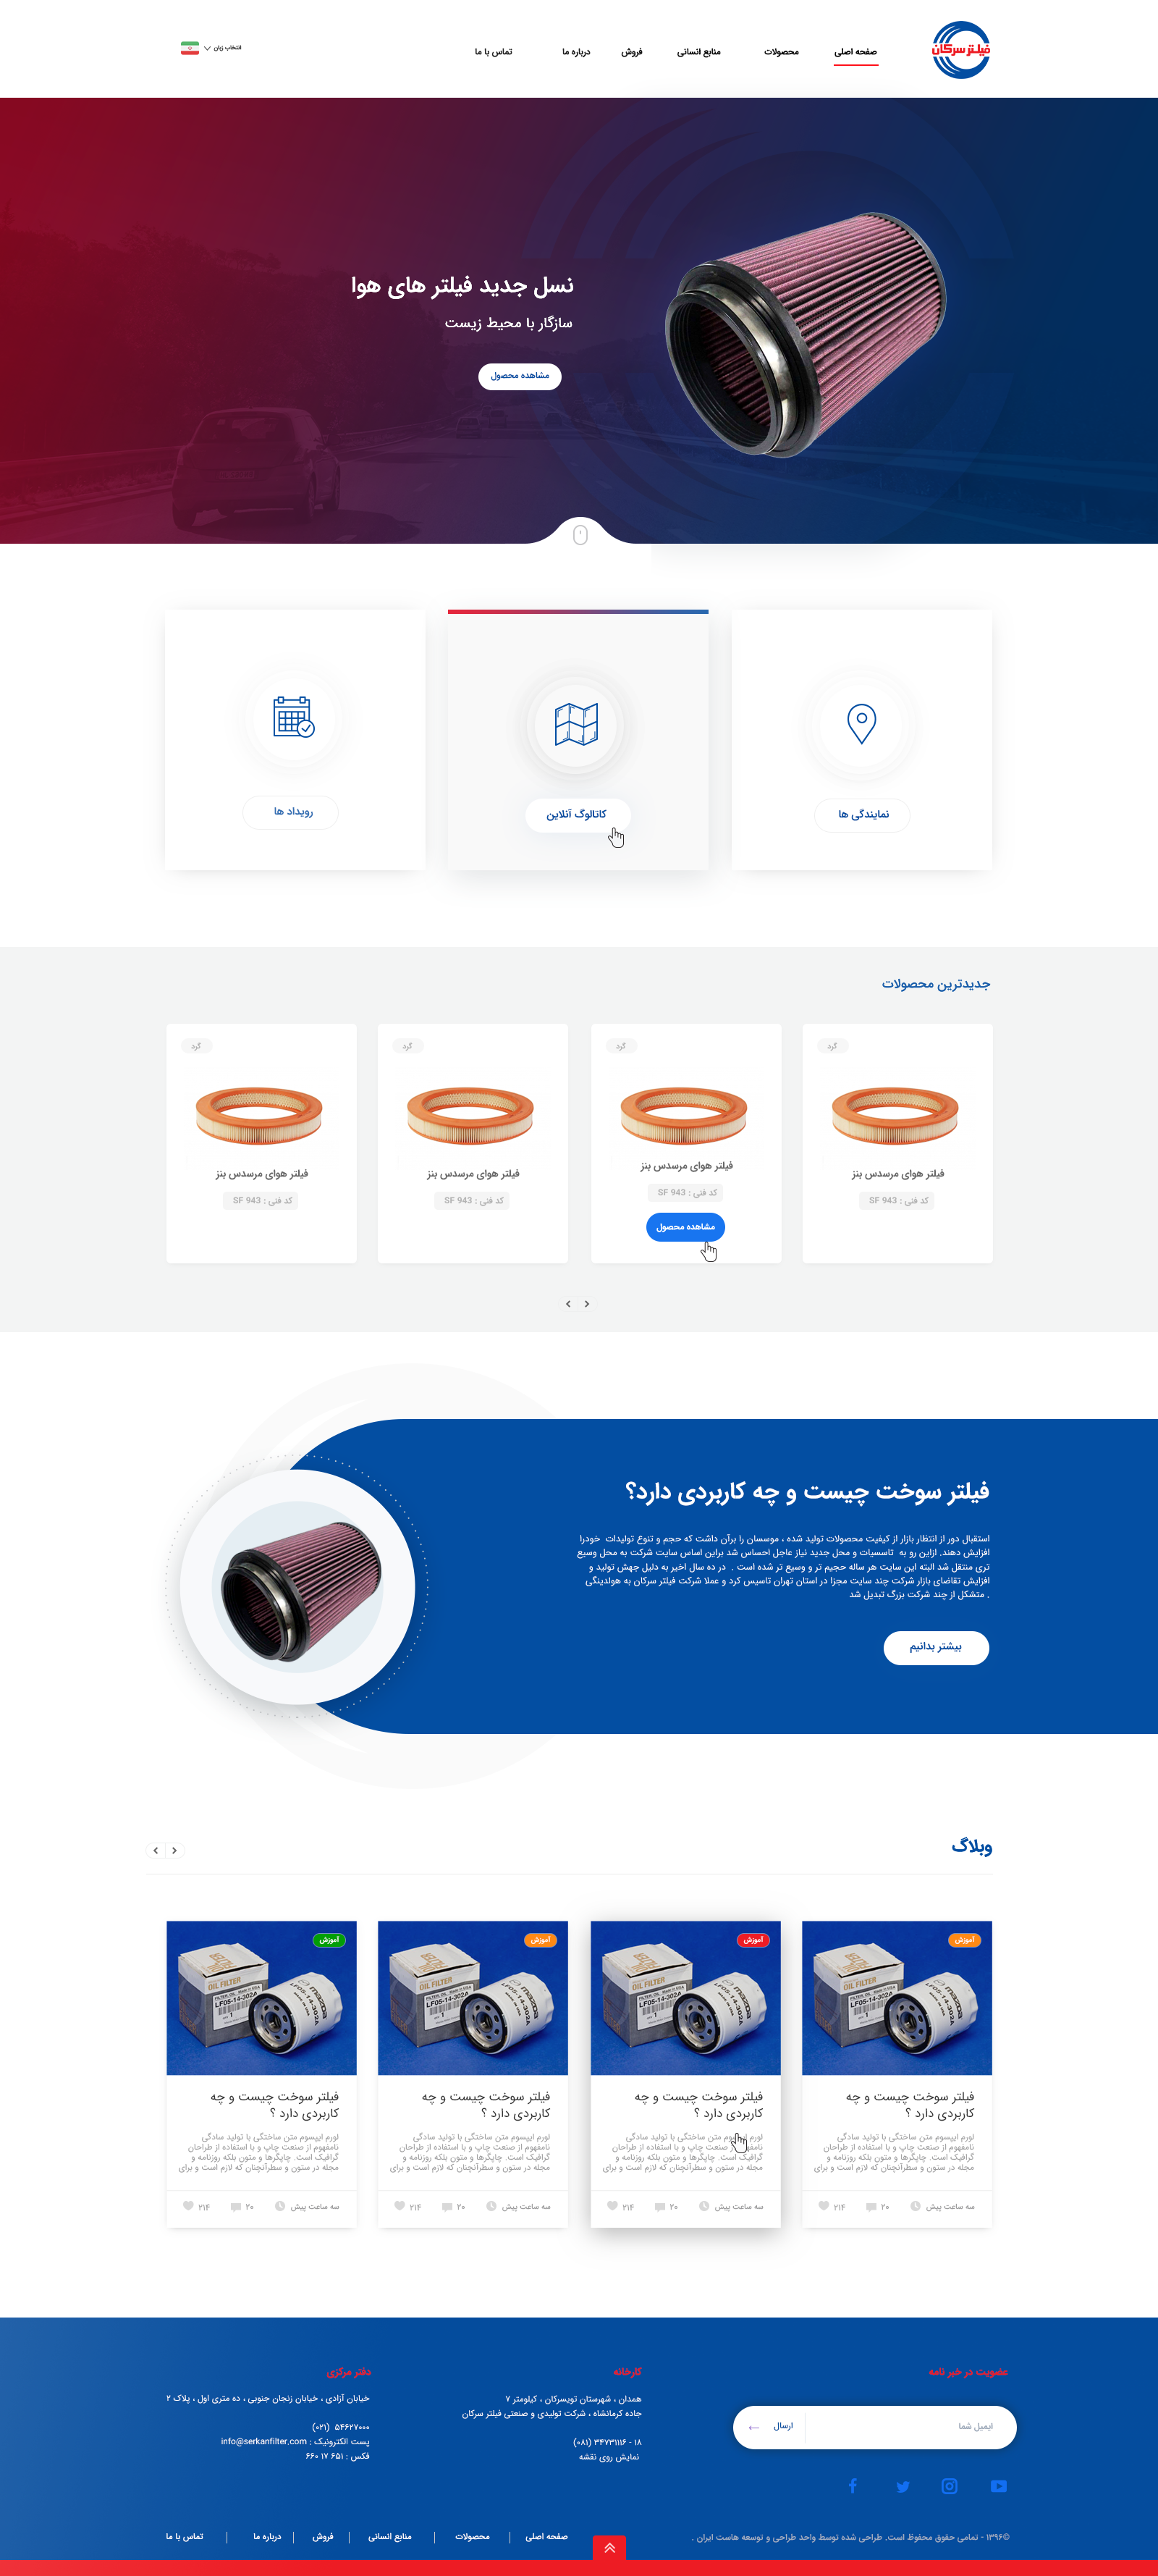 فیلتر سرکان
صفحه اصلی
محصولات
منابع انسانی
فروش
درباره ما
تماس با ما
انتخاب زبان
نسل جدید فیلتر های هوا
سازگار با محیط زیست
مشاهده محصول
نمایندگی ها
کاتالوگ آنلاین
رویداد ها
جدیدترین محصولات
گرد
فیلتر هوای مرسدس بنز
کد فنی : SF 943
گرد
فیلتر هوای مرسدس بنز
کد فنی : SF 943
مشاهده محصول
گرد
فیلتر هوای مرسدس بنز
کد فنی : SF 943
گرد
فیلتر هوای مرسدس بنز
کد فنی : SF 943
فیلتر سوخت چیست و چه کاربردی دارد؟
استقبال دور از انتظار بازار از کیفیت محصولات تولید شده ، موسسان را برآن داشت که حجم و تنوع تولیدات خودرا
افزایش دهند. ازاین رو به تاسسیات و محل جدید نیاز عاجل احساس شد براین اساس سایت شرکت به محل وسیع
تری منتقل شد البته این سایت هر ساله حجیم تر و وسیع تر شده است . در ده سال اخیر به دلیل جهش تولید و
افزایش تقاضای بازار شرکت چند سایت مجزا در استان تهران تاسیس کرد و عملا شرکت فیلتر سرکان به هولدینگی
. متشکل از چند شرکت بزرگ تبدیل شد
بیشتر بدانیم
وبلاگ
آموزش
OIL FILTER
LF05-14-302A
فیلتر سوخت چیست و چه
کاربردی دارد ؟
لورم ایپسوم متن ساختگی با تولید سادگی
نامفهوم از صنعت چاپ و با استفاده از طراحان
گرافیک است. چاپگرها و متون بلکه روزنامه و
مجله در ستون و سطرآنچنان که لازم است و برای
سه ساعت پیش
۲۰
۲۱۴
آموزش
OIL FILTER
LF05-14-302A
فیلتر سوخت چیست و چه
کاربردی دارد ؟
لورم ایپسوم متن ساختگی با تولید سادگی
نامفهوم از صنعت چاپ و با استفاده از طراحان
گرافیک است. چاپگرها و متون بلکه روزنامه و
مجله در ستون و سطرآنچنان که لازم است و برای
سه ساعت پیش
۲۰
۲۱۴
آموزش
OIL FILTER
LF05-14-302A
فیلتر سوخت چیست و چه
کاربردی دارد ؟
لورم ایپسوم متن ساختگی با تولید سادگی
نامفهوم از صنعت چاپ و با استفاده از طراحان
گرافیک است. چاپگرها و متون بلکه روزنامه و
مجله در ستون و سطرآنچنان که لازم است و برای
سه ساعت پیش
۲۰
۲۱۴
آموزش
OIL FILTER
LF05-14-302A
فیلتر سوخت چیست و چه
کاربردی دارد ؟
لورم ایپسوم متن ساختگی با تولید سادگی
نامفهوم از صنعت چاپ و با استفاده از طراحان
گرافیک است. چاپگرها و متون بلکه روزنامه و
مجله در ستون و سطرآنچنان که لازم است و برای
سه ساعت پیش
۲۰
۲۱۴
عضویت در خبر نامه
ایمیل شما
ارسال
کارخانه
همدان ، شهرستان تویسرکان ، کیلومتر ۷
جاده کرمانشاه ، شرکت تولیدی و صنعتی فیلتر سرکان
۱۸ - ۳۴۷۳۱۱۱۶ (۰۸۱)
نمایش روی نقشه
دفتر مرکزی
خیابان آزادی ، خیابان زنجان جنوبی ، ده متری اول ، پلاک ۲
۵۴۶۲۷۰۰۰ (۰۲۱)
پست الکترونیک : info@serkanfilter.com
فکس : ۶۵۱ ۱۷ ۶۶۰
©۱۳۹۶ - تمامی حقوق محفوظ است. طراحی شده توسط واحد طراحی و توسعه هاست ایران .
صفحه اصلی
محصولات
منابع انسانی
فروش
درباره ما
تماس با ما